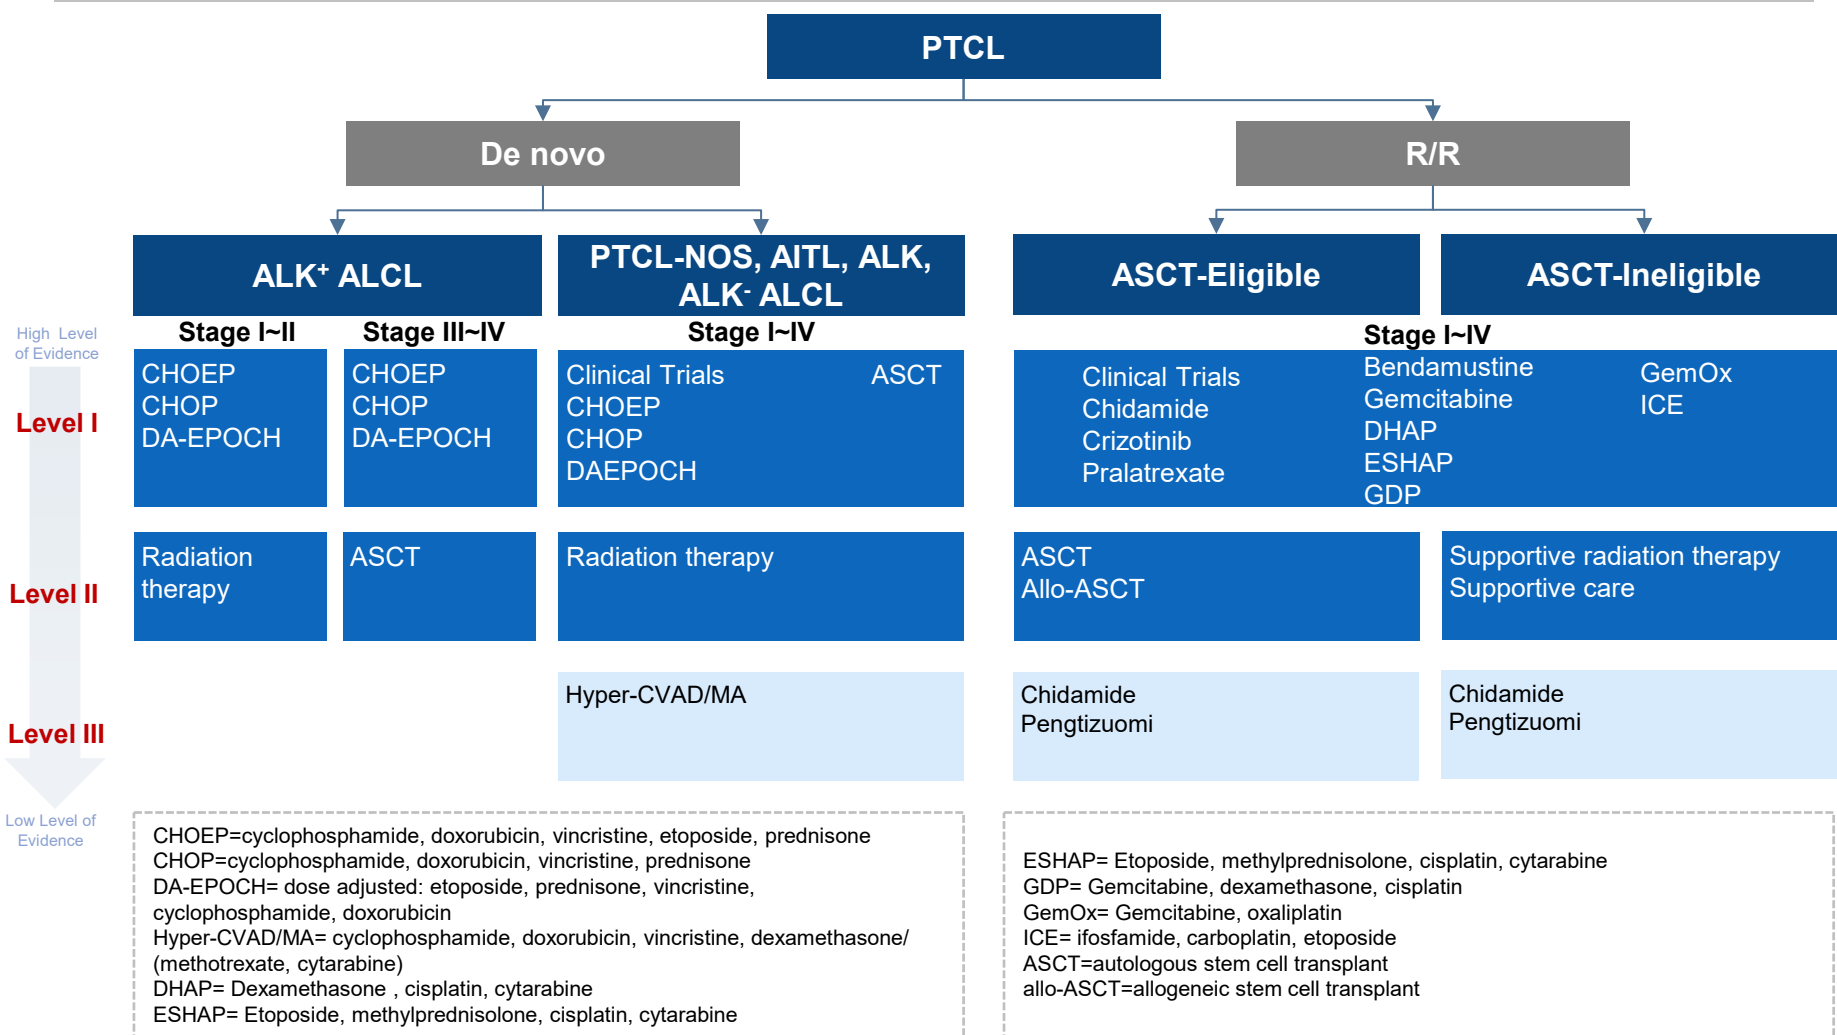 PTCL
De novo
R/R
ALK+ ALCL
PTCL-NOS, AITL, ALK,
ALK- ALCL
ASCT-Eligible
ASCT-Ineligible
High Level
of Evidence
Stage I~II
Stage III~IV
Stage I~IV
Stage I~IV
Level I
CHOEP
CHOP
DA-EPOCH
CHOEP
CHOP
DA-EPOCH
Clinical Trials
CHOEP
CHOP
DAEPOCH
ASCT
Clinical Trials
Chidamide
Crizotinib
Pralatrexate
Bendamustine
Gemcitabine
DHAP
ESHAP
GDP
GemOx
ICE
Level II
Radiation
therapy
ASCT
Radiation therapy
ASCT
Allo-ASCT
Supportive radiation therapy
Supportive care
Level III
Hyper-CVAD/MA
Chidamide
Pengtizuomi
Chidamide
Pengtizuomi
Low Level of
Evidence
CHOEP=cyclophosphamide, doxorubicin, vincristine, etoposide, prednisone
CHOP=cyclophosphamide, doxorubicin, vincristine, prednisone
DA-EPOCH= dose adjusted: etoposide, prednisone, vincristine,
cyclophosphamide, doxorubicin
Hyper-CVAD/MA= cyclophosphamide, doxorubicin, vincristine, dexamethasone/
(methotrexate, cytarabine)
DHAP= Dexamethasone , cisplatin, cytarabine
ESHAP= Etoposide, methylprednisolone, cisplatin, cytarabine
ESHAP= Etoposide, methylprednisolone, cisplatin, cytarabine
GDP= Gemcitabine, dexamethasone, cisplatin
GemOx= Gemcitabine, oxaliplatin
ICE= ifosfamide, carboplatin, etoposide
ASCT=autologous stem cell transplant
allo-ASCT=allogeneic stem cell transplant